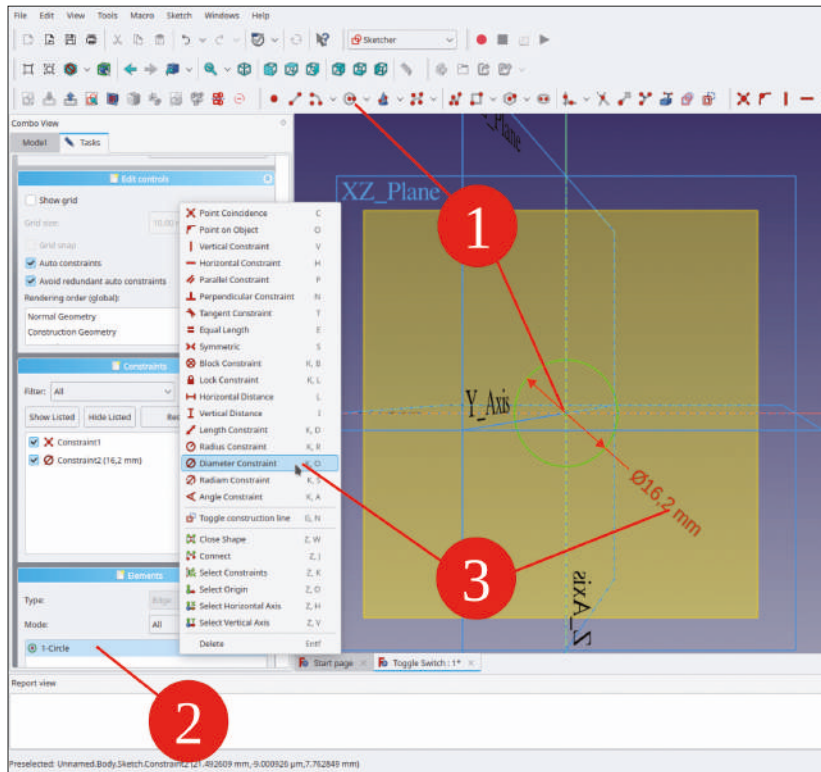 File Edit View Tools Macro Sketch Windows Help
Sketcher
Combo View
Model Tasks
Edit controls
Show grid
Grid size: 10,00
Grid snap
Auto constraints
Avoid redundant auto constraints
Rendering order (global):
Normal Geometry
Construction Geometry
Constraints
Filter: All
Show Listed Hide Listed
Constraint1
Constraint2 (16,2 mm)
Elements
Type: Edge
Mode: All
1-Circle
Point Coincidence C
Point on Object O
Vertical Constraint V
Horizontal Constraint H
Parallel Constraint P
Perpendicular Constraint N
Tangent Constraint T
Equal Length E
Symmetric S
Block Constraint K, B
Lock Constraint K, L
Horizontal Distance L
Vertical Distance I
Length Constraint K, D
Radius Constraint K, R
Diameter Constraint K, O
Radiam Constraint K, S
Angle Constraint K, A
Toggle construction line G, N
Close Shape Z, W
Connect Z, J
Select Constraints Z, K
Select Origin Z, O
Select Horizontal Axis Z, H
Select Vertical Axis Z, V
Delete Entf
XZ_Plane
_Plane
1
Y_Axis
Ø16,2 mm
3
Z_Axis
2
Start page Toggle Switch : 1*
Report view
Preselected: Unnamed.Body.Sketch.Constraint2 (21.492609 mm,-9.000926 µm,7.762849 mm)